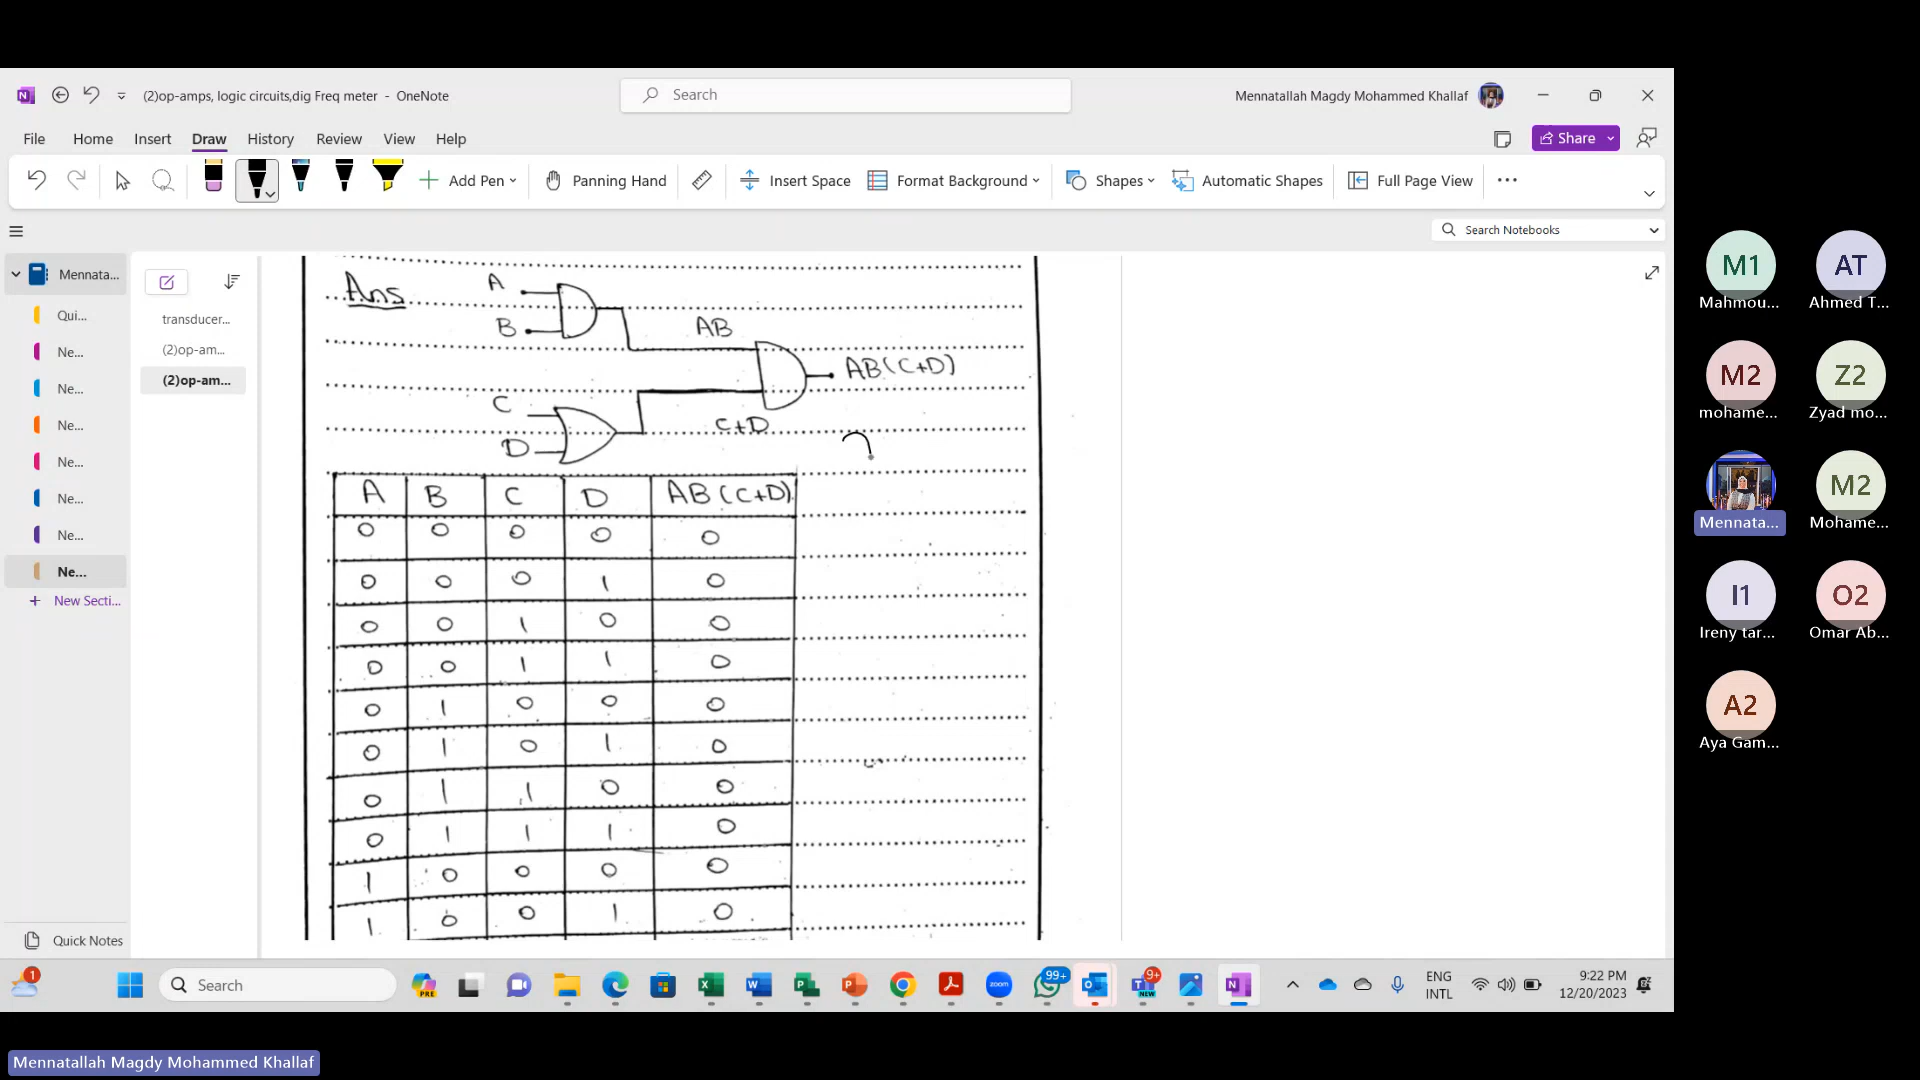 (2)op-amps, logic circuits,dig Freq meter - OneNote
Search
Mennatallah Magdy Mohammed Khallaf
File Home Insert Draw History Review View Help
Share
Add Pen Panning Hand Insert Space Format Background Shapes Automatic Shapes Full Page View
Search Notebooks
Mennata...
Qui...
Ne...
Ne...
Ne...
Ne...
Ne...
Ne...
Ne...
Ne...
New Secti...
Quick Notes
transducer...
(2)op-am...
(2)op-am...
Ans
A
B
AB
AB(C+D)
C
D
C+D
A B C D AB(C+D)
0 0 0 0 0
0 0 0 1 0
0 0 1 0 0
0 0 1 1 0
0 1 0 0 0
0 1 0 1 0
0 1 1 0 0
0 1 1 1 0
1 0 0 0 0
1 0 0 1 0
M1 AT
Mahmou... Ahmed T...
M2 Z2
mohame... Zyad mo...
M2
Mennata... Mohame...
I1 O2
Ireny tar... Omar Ab...
A2
Aya Gam...
1
Search
PRE
zoom
99+
9+
NEW
ENG
INTL
9:22 PM
12/20/2023
Mennatallah Magdy Mohammed Khallaf